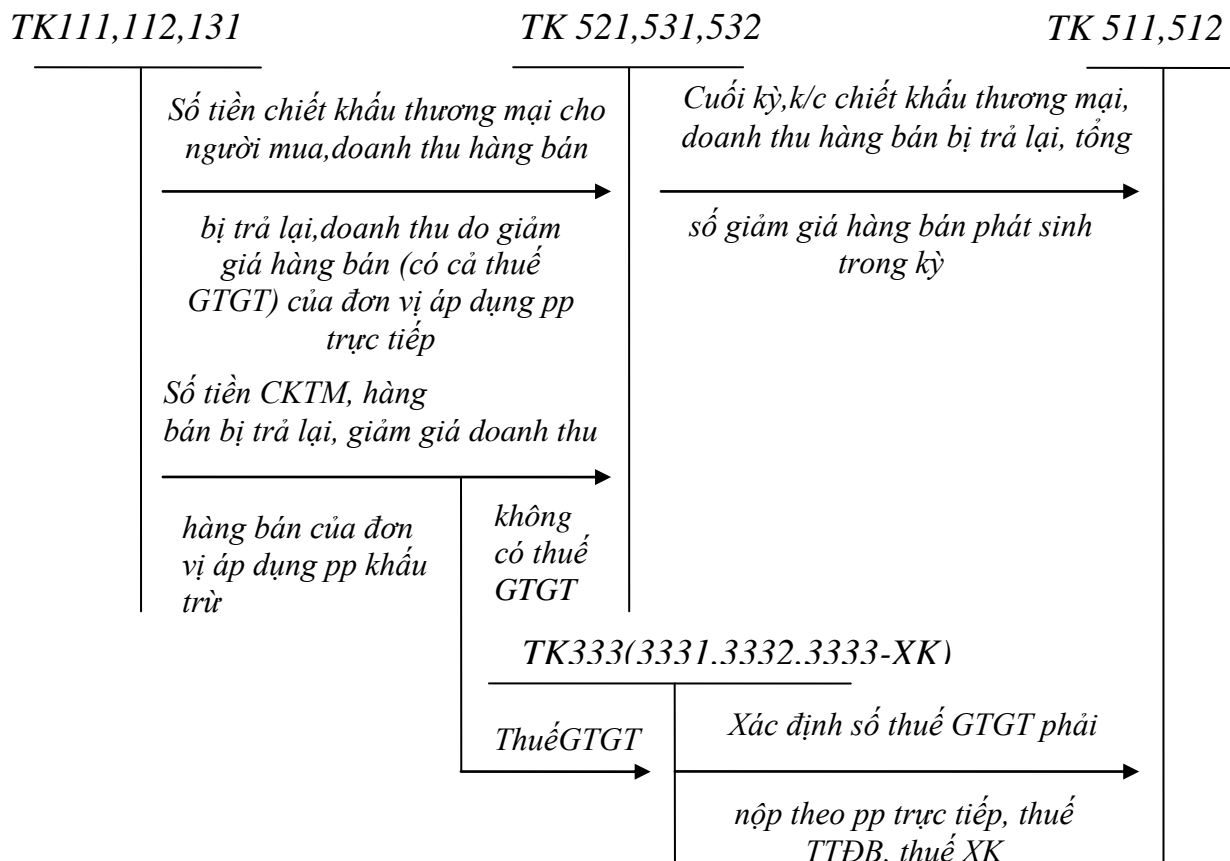 TK111,112,131
TK 521,531,532
TK 511,512
Số tiền chiết khấu thương mại cho
người mua,doanh thu hàng bán
bị trả lại,doanh thu do giảm
giá hàng bán (có cả thuế
GTGT) của đơn vị áp dụng pp
trực tiếp
Cuối kỳ,k/c chiết khấu thương mại,
doanh thu hàng bán bị trả lại, tổng
số giảm giá hàng bán phát sinh
trong kỳ
Số tiền CKTM, hàng
bán bị trả lại, giảm giá doanh thu
hàng bán của đơn
vị áp dụng pp khấu
trừ
không
có thuế
GTGT
TK333(3331,3332,3333-XK)
ThuếGTGT
Xác định số thuế GTGT phải
nộp theo pp trực tiếp, thuế
TTĐB, thuế XK